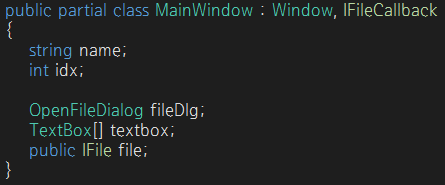 public partial class MainWindow : Window, IFileCallback
{
string name;
int idx;
OpenFileDialog fileDlg;
TextBox[] textbox;
public IFile file;
}